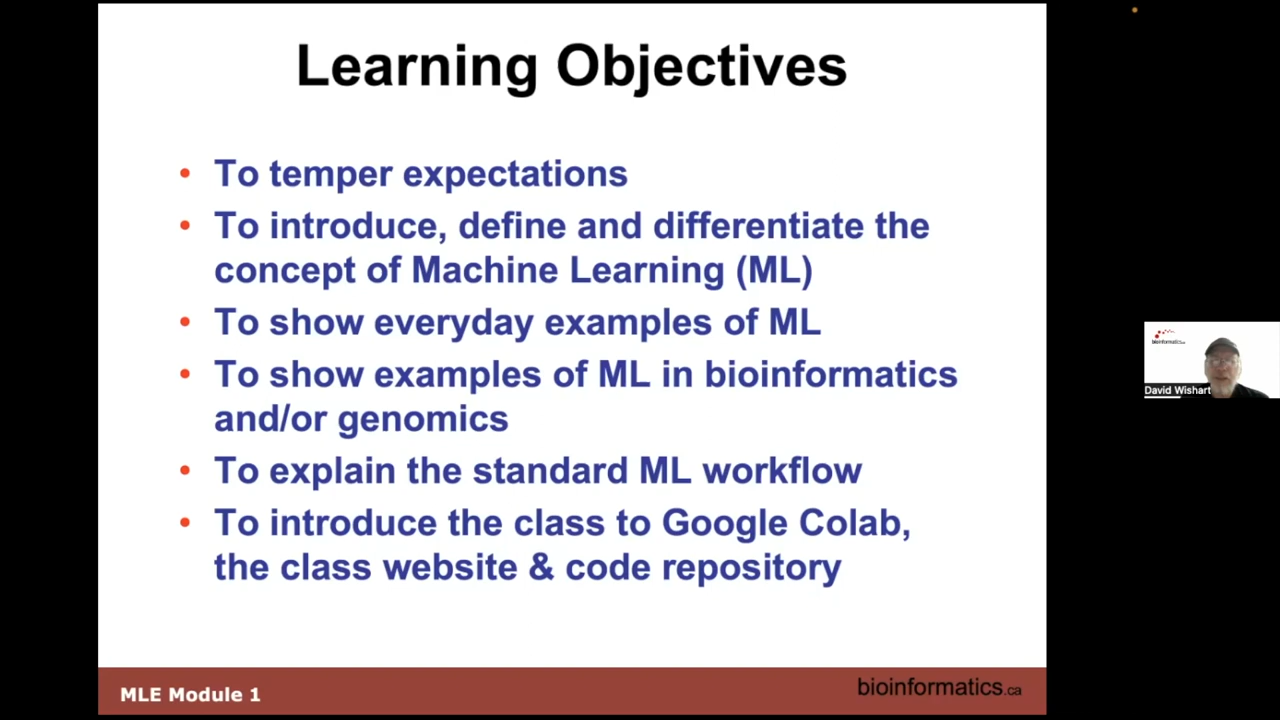 Learning Objectives
• To temper expectations
• To introduce, define and differentiate the
concept of Machine Learning (ML)
• To show everyday examples of ML
• To show examples of ML in bioinformatics
and/or genomics
• To explain the standard ML workflow
• To introduce the class to Google Colab,
the class website & code repository
MLE Module 1
bioinformatics.ca
bioinformatics.ca
David Wishart